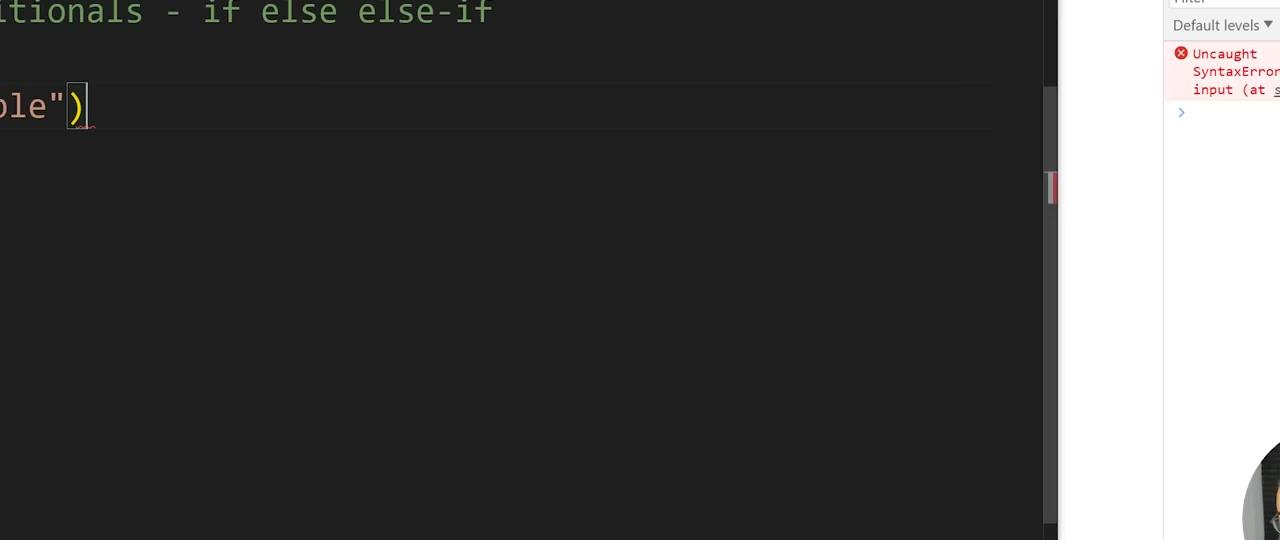 itionals - if else else-if
ole")
Default levels ▼
Uncaught
SyntaxError
input (at s